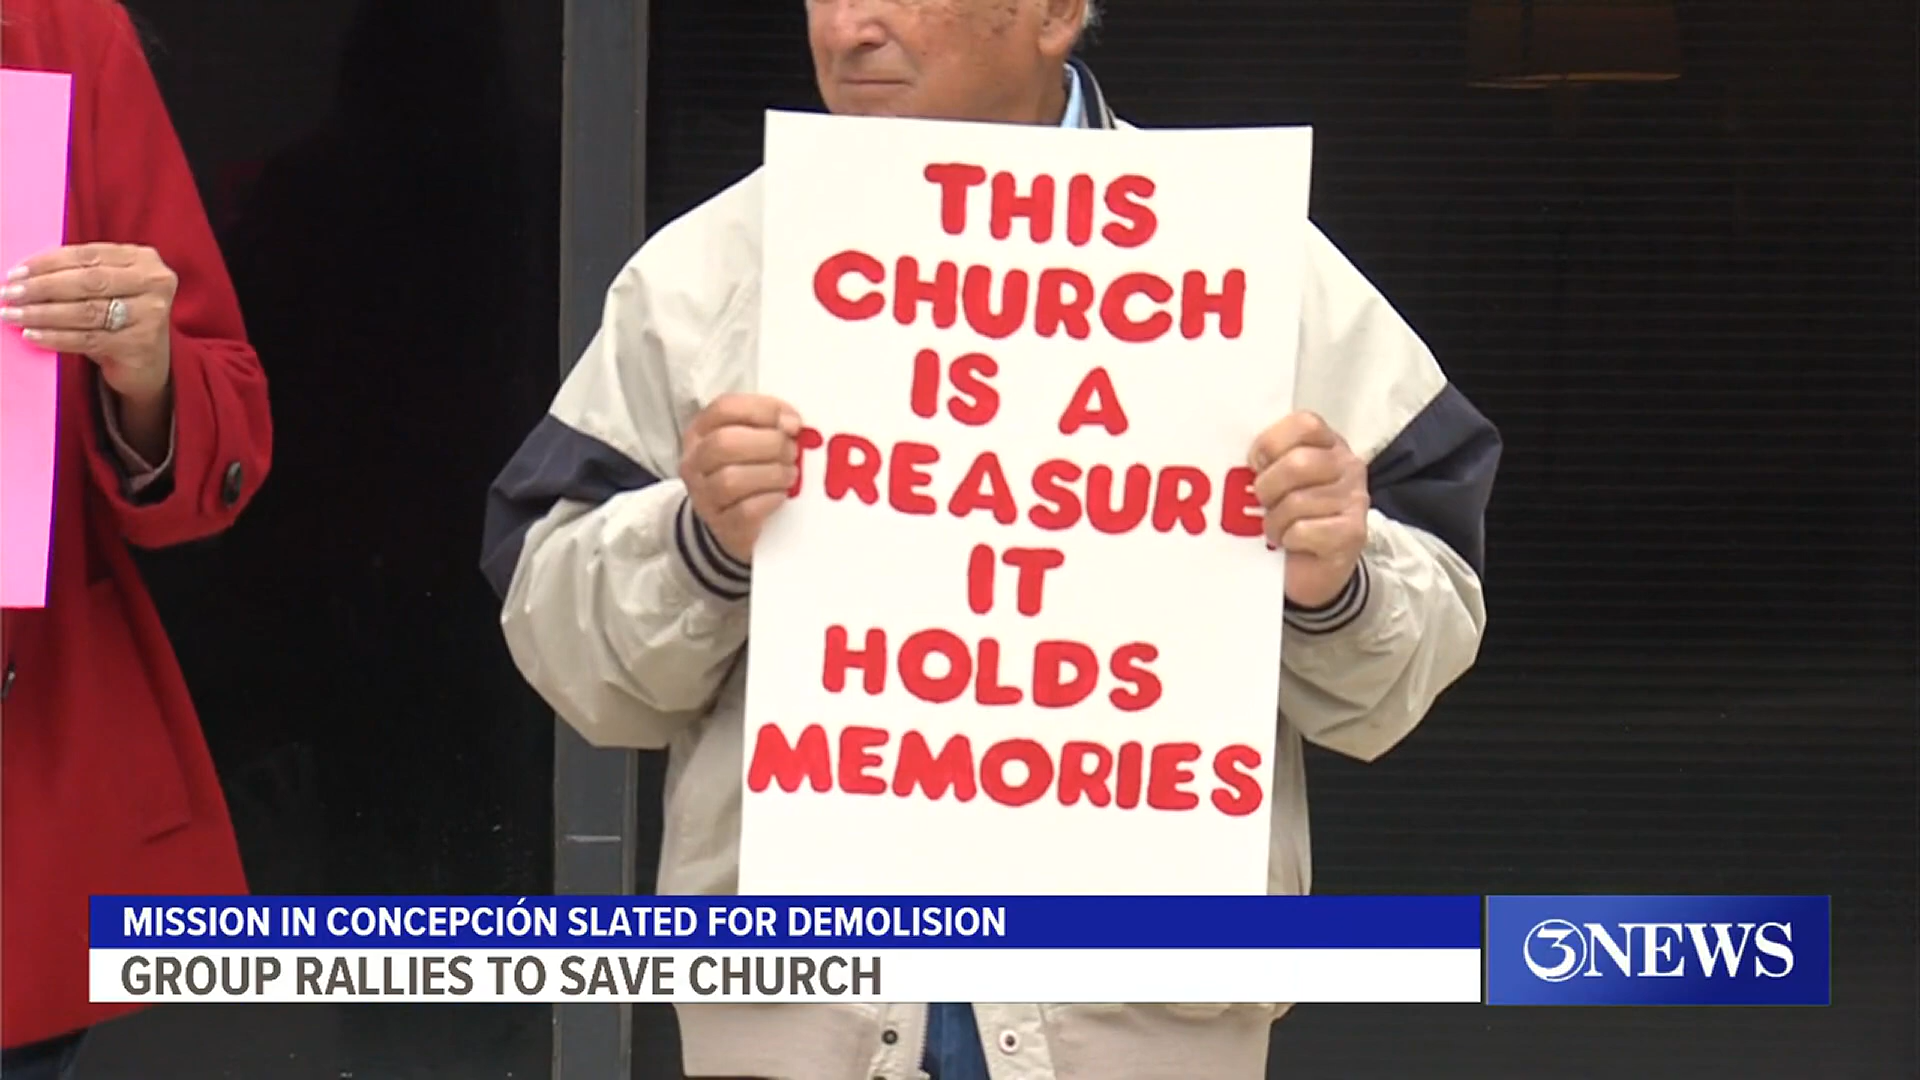 THIS
CHURCH
IS A
TREASURE,
IT
HOLDS
MEMORIES
MISSION IN CONCEPCIÓN SLATED FOR DEMOLISION
GROUP RALLIES TO SAVE CHURCH
3NEWS